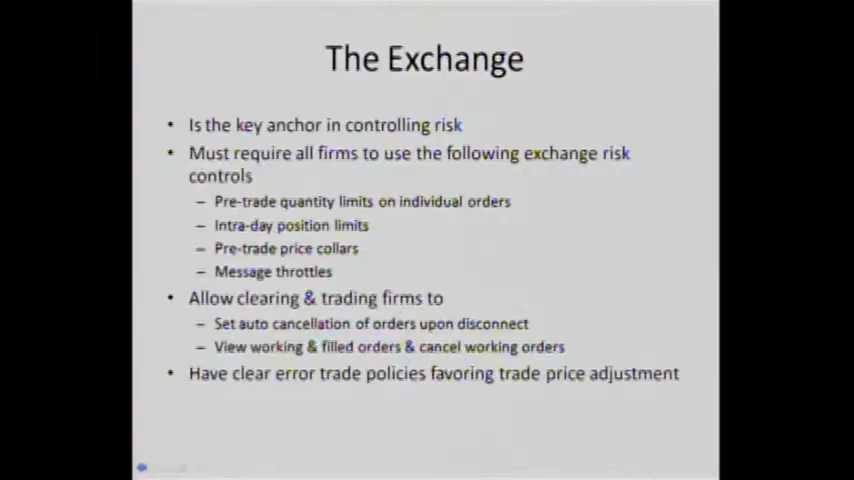 The Exchange
• Is the key anchor in controlling risk
• Must require all firms to use the following exchange risk
controls
– Pre-trade quantity limits on individual orders
– Intra-day position limits
– Pre-trade price collars
– Message throttles
• Allow clearing & trading firms to
– Set auto cancellation of orders upon disconnect
– View working & filled orders & cancel working orders
• Have clear error trade policies favoring trade price adjustment